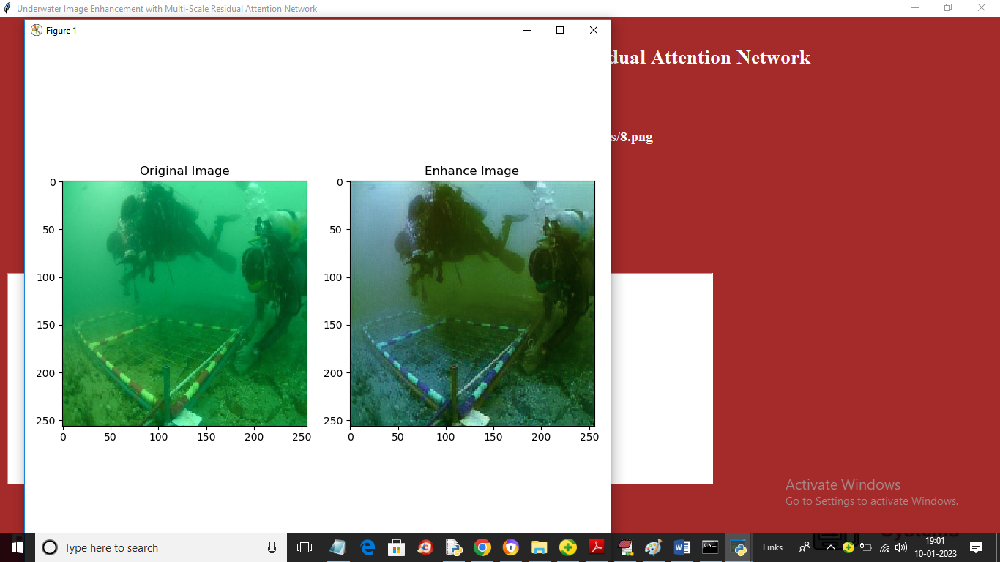 Underwater Image Enhancement with Multi-Scale Residual Attention Network
Figure 1
dual Attention Network
s/8.png
Original Image
Enhance Image
0
50
100
150
200
250
0 50 100 150 200 250
0
50
100
150
200
250
0 50 100 150 200 250
Activate Windows
Go to Settings to activate Windows.
Type here to search
Links
19:01
10-01-2023